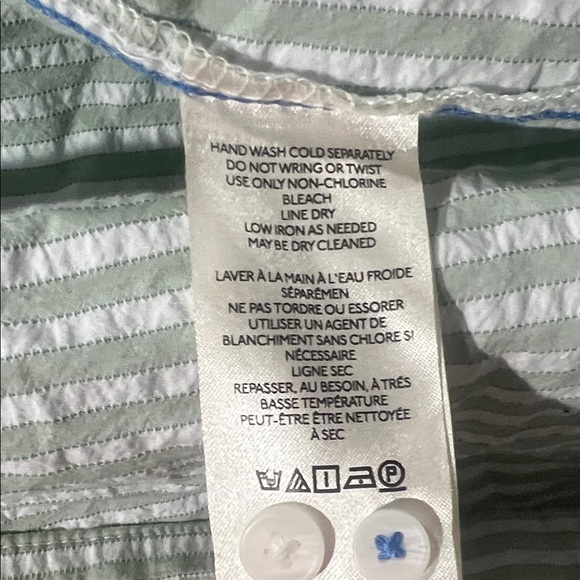 HAND WASH COLD SEPARATELY
DO NOT WRING OR TWIST
USE ONLY NON-CHLORINE
BLEACH
LINE DRY
LOW IRON AS NEEDED
MAY BE DRY CLEANED
LAVER À LA MAIN À L'EAU FROIDE
SÉPARÉMEN
NE PAS TORDRE OU ESSORER
UTILISER UN AGENT DE
BLANCHIMENT SANS CHLORE SI
NÉCESSAIRE
LIGNE SEC
REPASSER, AU BESOIN, À TRÉS
BASSE TEMPÉRATURE
PEUT-ÊTRE ÊTRE NETTOYÉE
À SEC
P